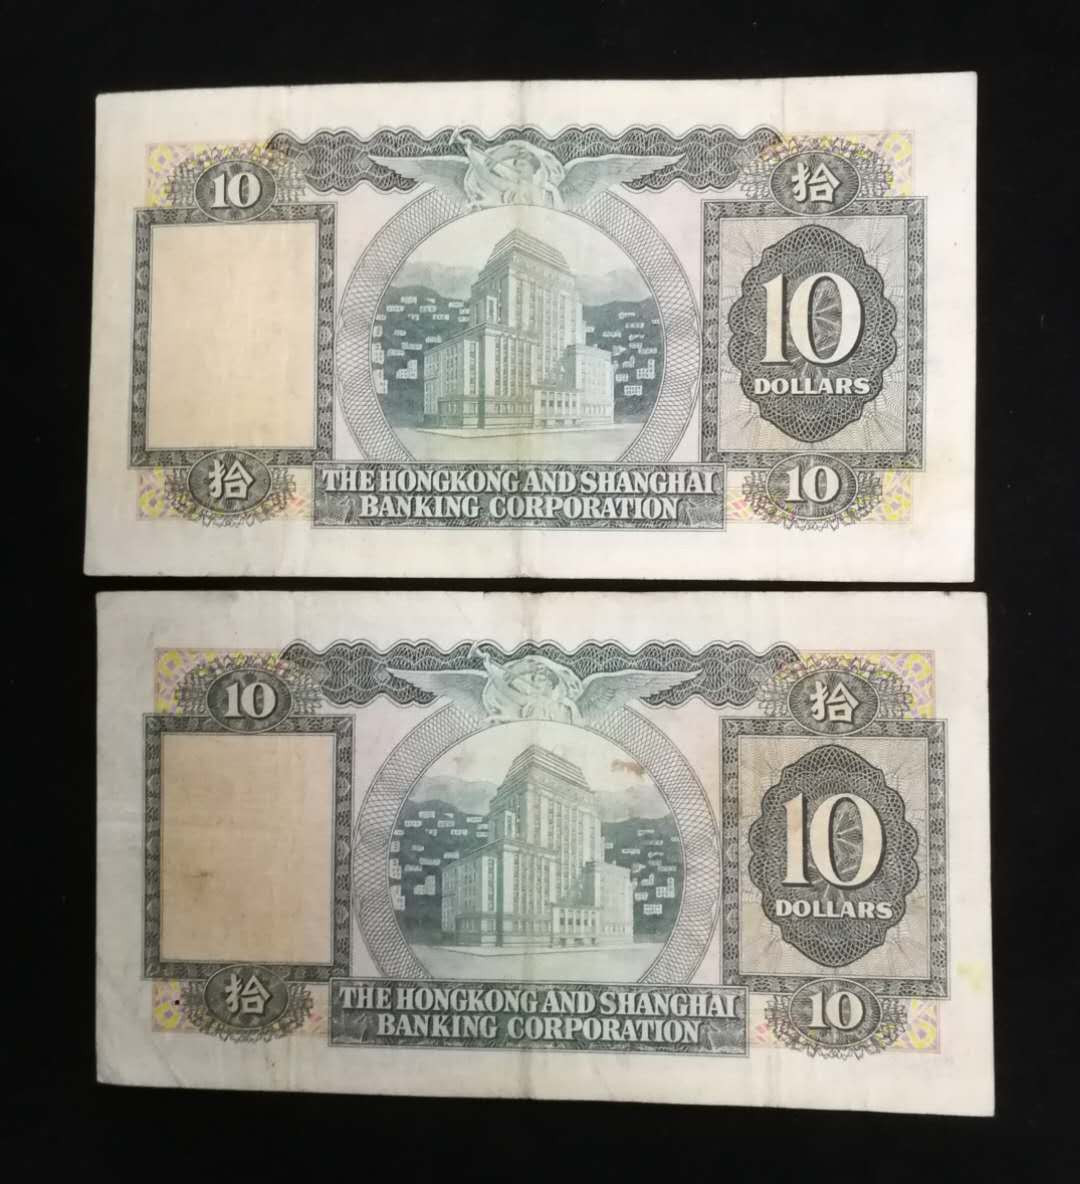 10
拾
10
DOLLARS
拾
THE HONGKONG AND SHANGHAI
BANKING CORPORATION
10
10
拾
10
DOLLARS
拾
THE HONGKONG AND SHANGHAI
BANKING CORPORATION
10